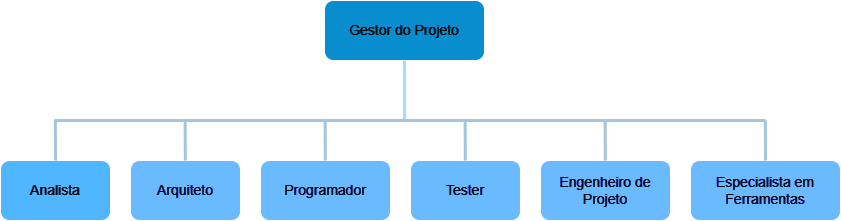 Gestor do Projeto
Analista
Arquiteto
Programador
Tester
Engenheiro de
Projeto
Especialista em
Ferramentas